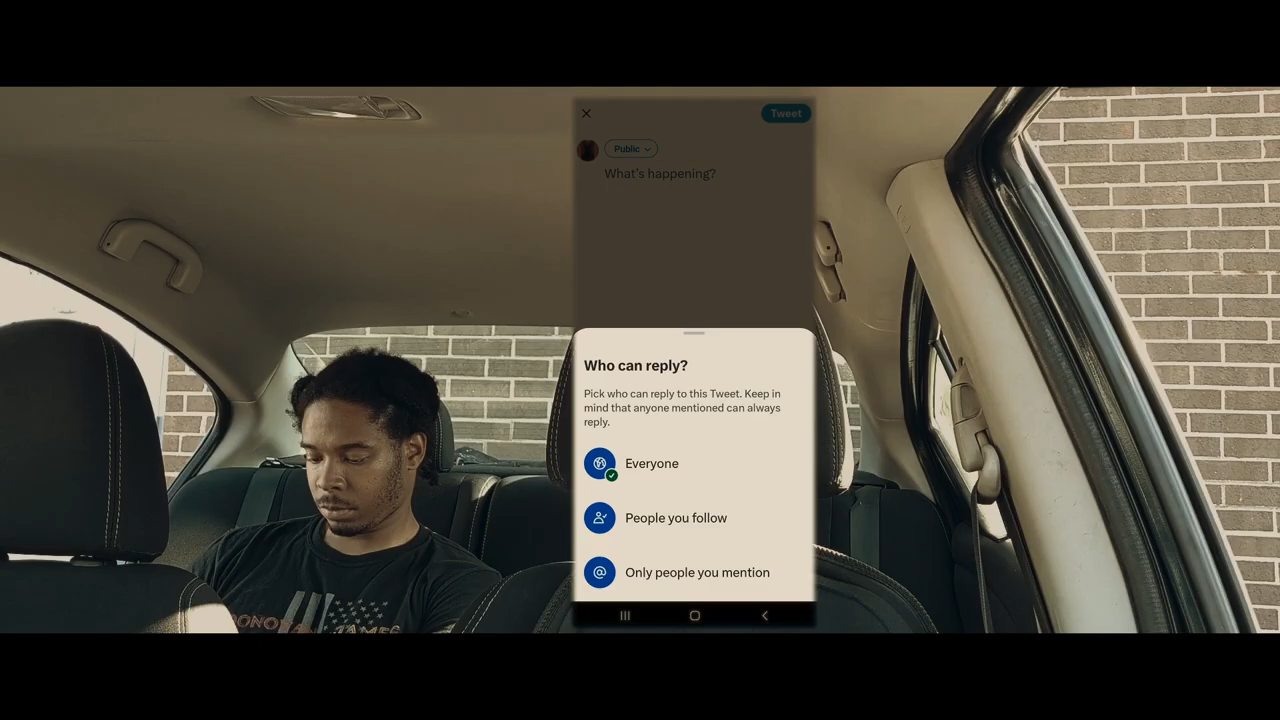 Tweet
Public
What's happening?
Who can reply?
Pick who can reply to this Tweet. Keep in
mind that anyone mentioned can always
reply.
Everyone
People you follow
Only people you mention
JAMES